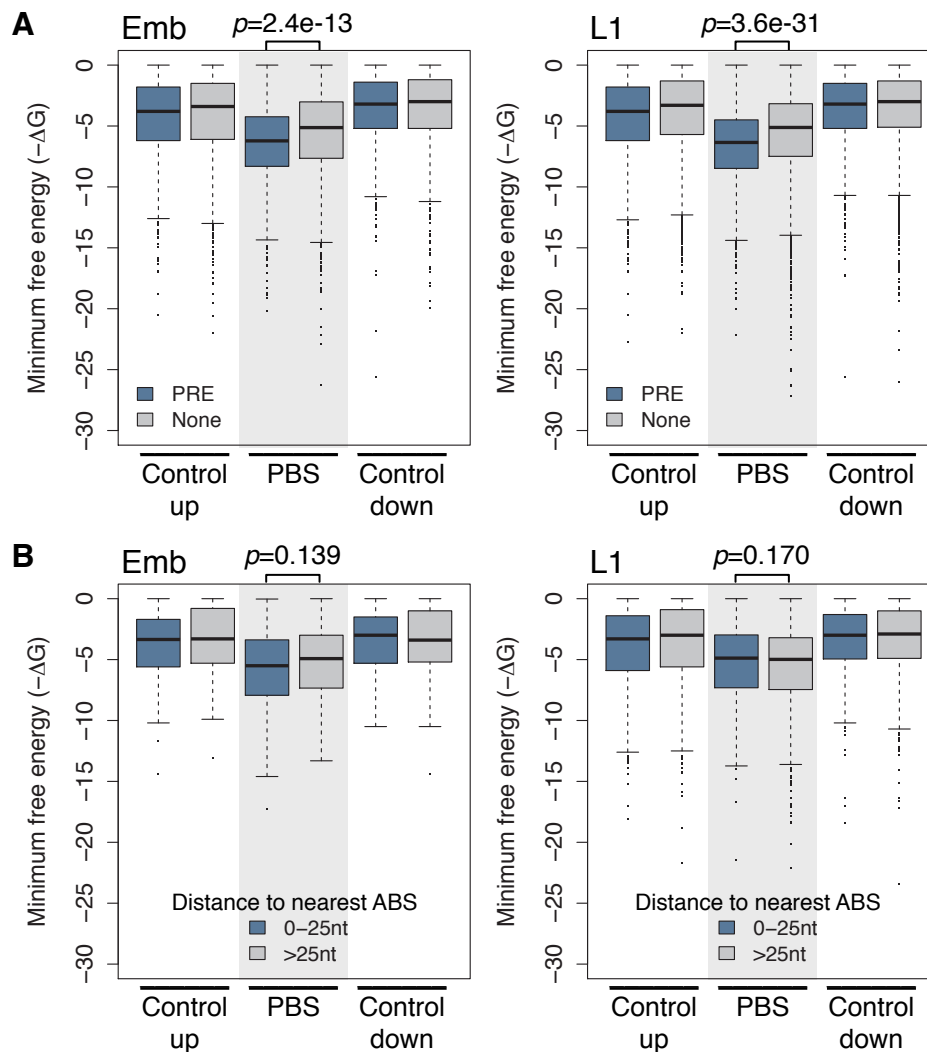 A
Emb
p=2.4e-13
Minimum free energy (−ΔG)
0
−5
−10
−15
−20
−25
−30
PRE
None
Control up
PBS
Control down
L1
p=3.6e-31
Minimum free energy (−ΔG)
0
−5
−10
−15
−20
−25
−30
PRE
None
Control up
PBS
Control down
B
Emb
p=0.139
Minimum free energy (−ΔG)
0
−5
−10
−15
−20
−25
−30
Distance to nearest ABS
0−25nt
>25nt
Control up
PBS
Control down
L1
p=0.170
Minimum free energy (−ΔG)
0
−5
−10
−15
−20
−25
−30
Distance to nearest ABS
0−25nt
>25nt
Control up
PBS
Control down